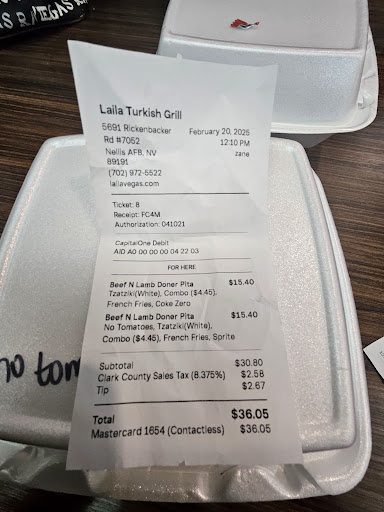 VEGAS
Laila Turkish Grill
5691 Rickenbacker
Rd #7052
Nellis AFB, NV
89191
(702) 972-5522
lailavegas.com
February 20, 2025
12:10 PM
zane
Ticket: 8
Receipt: FC4M
Authorization: 041021
CapitalOne Debit
AID A0 00 00 00 04 22 03
FOR HERE
Beef N Lamb Doner Pita $15.40
Tzatziki(White), Combo ($4.45),
French Fries, Coke Zero
Beef N Lamb Doner Pita $15.40
No Tomatoes, Tzatziki(White),
Combo ($4.45), French Fries, Sprite
Subtotal $30.80
Clark County Sales Tax (8.375%) $2.58
Tip $2.67
Total $36.05
Mastercard 1654 (Contactless) $36.05
no tom